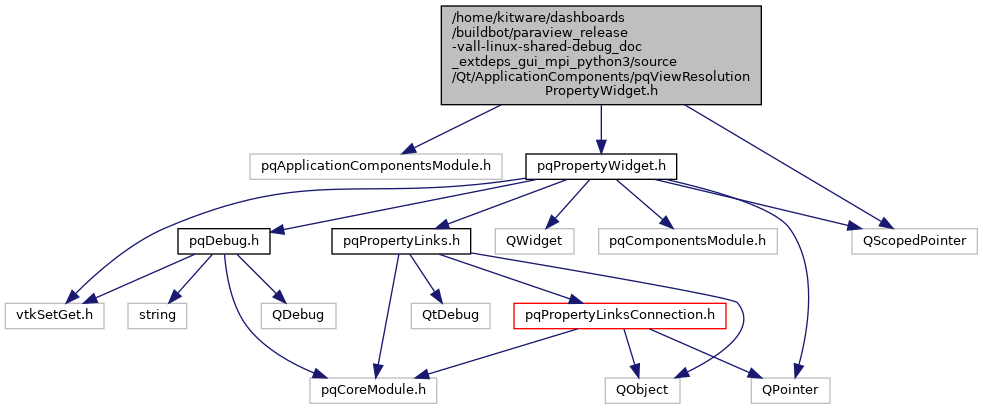 /home/kitware/dashboards
/buildbot/paraview_release
-vall-linux-shared-debug_doc
_extdeps_gui_mpi_python3/source
/Qt/ApplicationComponents/pqViewResolution
PropertyWidget.h
pqApplicationComponentsModule.h
pqPropertyWidget.h
pqDebug.h
pqPropertyLinks.h
QWidget
pqComponentsModule.h
QScopedPointer
vtkSetGet.h
string
QDebug
QtDebug
pqPropertyLinksConnection.h
pqCoreModule.h
QObject
QPointer